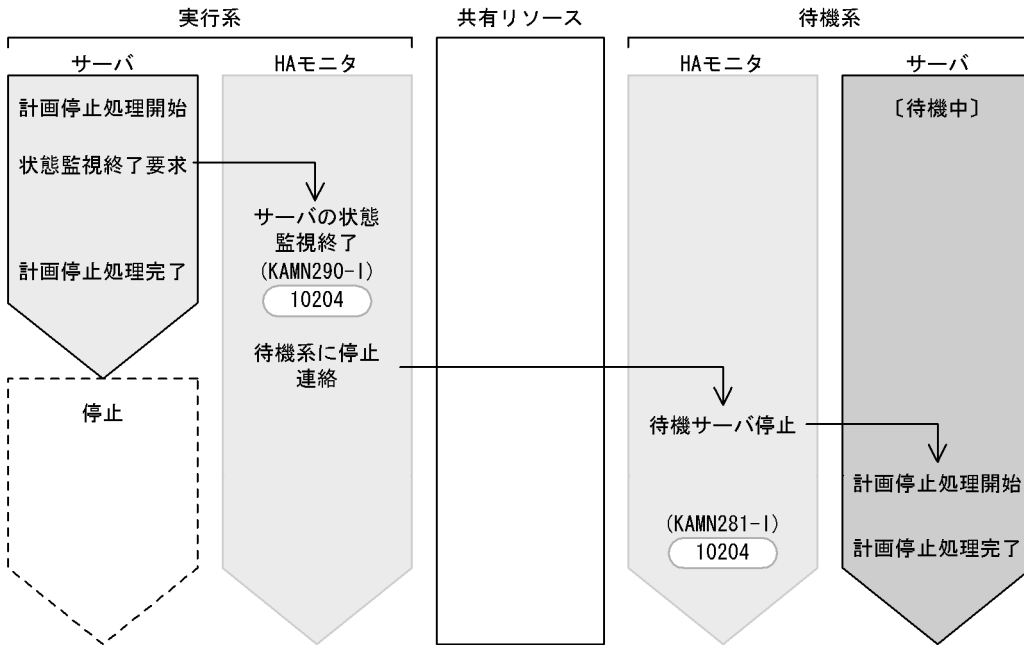 実行系
共有リソース
待機系
サーバ
HAモニタ
HAモニタ
サーバ
計画停止処理開始
〔待機中〕
状態監視終了要求
サーバの状態
監視終了
(KAMN290-I)
10204
計画停止処理完了
待機系に停止
連絡
停止
待機サーバ停止
計画停止処理開始
(KAMN281-I)
10204
計画停止処理完了